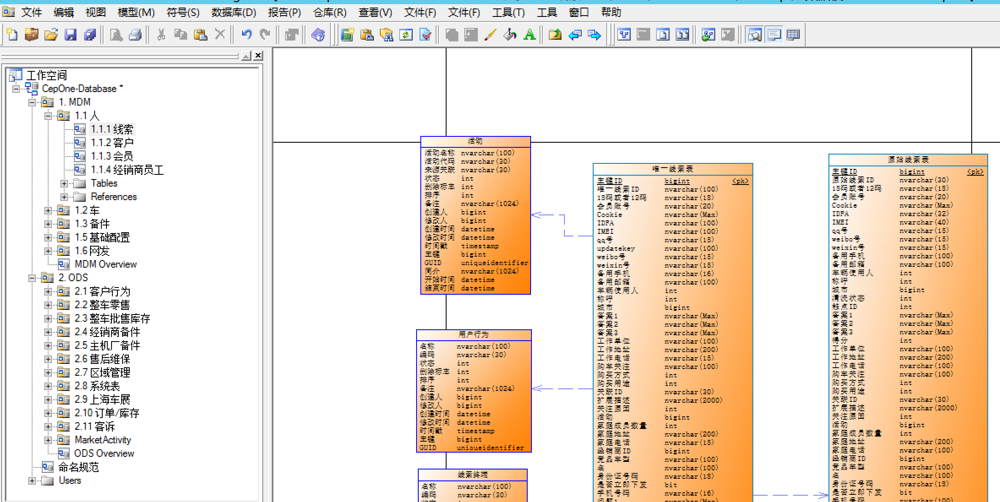 文件 编辑 视图 模型(M) 符号(S) 数据库(D) 报告(P) 仓库(R) 查看(V) 文件(F) 文件(F) 工具(T) 工具 窗口 帮助
工作空间
CepOne-Database *
1. MDM
1.1 人
1.1.1 线索
1.1.2 客户
1.1.3 会员
1.1.4 经销商员工
Tables
References
1.2 车
1.3 备件
1.5 基础配置
1.6 网发
MDM Overview
2. ODS
2.1 客户行为
2.2 整车零售
2.3 整车批售库存
2.4 经销商备件
2.5 主机厂备件
2.6 售后维保
2.7 区域管理
2.8 系统表
2.9 上海车展
2.10 订单/库存
2.11 客诉
MarketActivity
ODS Overview
命名规范
Users
活动
活动名称 nvarchar(100)
活动代码 nvarchar(30)
来源关联 nvarchar(30)
状态 int
删除标志 int
排序 int
备注 nvarchar(1024)
创建人 bigint
修改人 bigint
创建时间 datetime
修改时间 datetime
时间戳 timestamp
主键 bigint
GUID uniqueidentifier
简介 nvarchar(1024)
开始时间 datetime
结束时间 datetime
用户行为
名称 nvarchar(100)
编码 nvarchar(30)
状态 int
删除标志 int
排序 int
备注 nvarchar(1024)
创建人 bigint
修改人 bigint
创建时间 datetime
修改时间 datetime
时间戳 timestamp
主键 bigint
GUID uniqueidentifier
线索终端
名称 nvarchar(100)
编码 nvarchar(30)
唯一线索表
主键ID bigint <pk>
唯一线索ID nvarchar(100)
18码或者12码 nvarchar(18)
会员账号 nvarchar(20)
Cookie nvarchar(Max)
IDFA nvarchar(100)
IMEI nvarchar(100)
qq号 nvarchar(15)
updatekey nvarchar(100)
weibo号 nvarchar(15)
weixin号 nvarchar(15)
备用手机 nvarchar(16)
备用邮箱 nvarchar(100)
车辆使用人 int
称呼 int
城市 bigint
答案1 nvarchar(Max)
答案2 nvarchar(Max)
答案3 nvarchar(Max)
工作单位 nvarchar(100)
工作地址 nvarchar(200)
工作电话 nvarchar(15)
购车关注 nvarchar(100)
购买方式 int
购买用途 int
关联ID nvarchar(30)
扩展描述 nvarchar(2000)
关注原因 int
活动 bigint
家庭成员数量 int
家庭地址 nvarchar(200)
家庭电话 nvarchar(15)
经销商ID bigint
竞品车型 nvarchar(100)
名 nvarchar(100)
身份证号码 nvarchar(18)
是否立即下发 bit
手机号码 nvarchar(16)
问题1 nvarchar(Max)
原始线索表
主键ID bigint <pk>
原始线索ID nvarchar(30)
18码或者12码 nvarchar(18)
会员账号 nvarchar(20)
Cookie nvarchar(Max)
IDFA nvarchar(32)
IMEI nvarchar(40)
qq号 nvarchar(15)
weibo号 nvarchar(15)
weixin号 nvarchar(15)
备用手机 nvarchar(100)
备用邮箱 nvarchar(100)
车辆使用人 int
称呼 int
城市 bigint
清洗状态 int
触点ID int
答案1 nvarchar(Max)
答案2 nvarchar(Max)
答案3 nvarchar(Max)
得分 int
工作单位 nvarchar(100)
工作地址 nvarchar(200)
工作电话 nvarchar(100)
购车关注 nvarchar(100)
购买方式 int
购买用途 int
关联ID nvarchar(30)
扩展描述 nvarchar(2000)
关注原因 int
活动 bigint
家庭成员数量 int
家庭地址 nvarchar(200)
家庭电话 nvarchar(100)
经销商ID bigint
竞品车型 nvarchar(100)
名 nvarchar(100)
身份证号码 nvarchar(18)
是否立即下发 bit
手机号码 nvarchar(100)